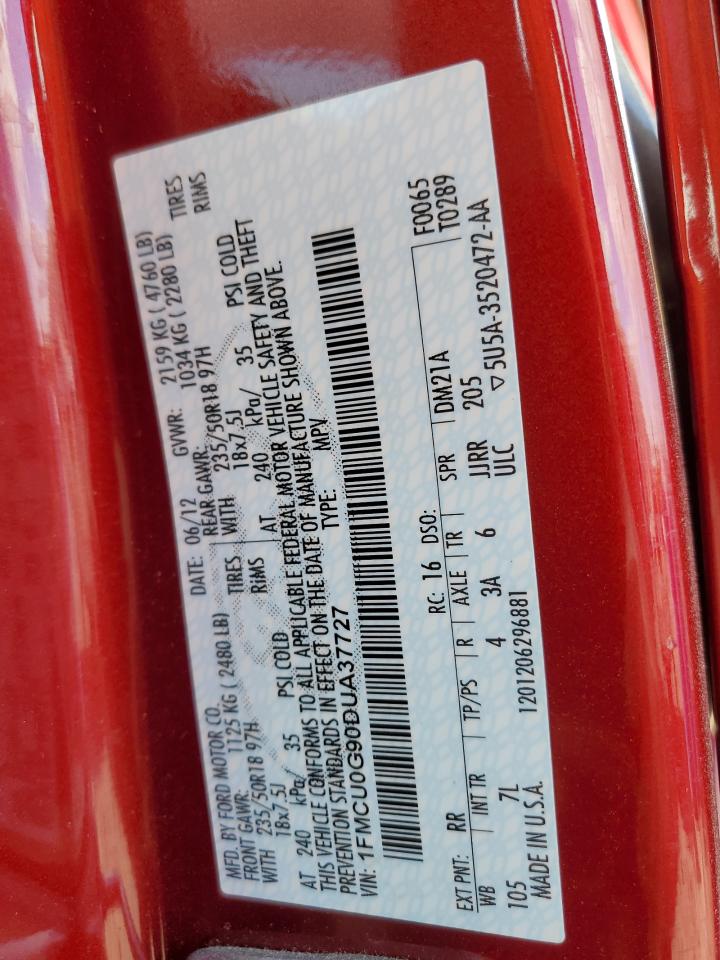 MFD. BY FORD MOTOR CO. DATE: 06/12 GVWR: 2159 KG ( 4760 LB)
FRONT GAWR: 1125 KG ( 2480 LB) REAR GAWR: 1034 KG ( 2280 LB)
WITH 235/50R18 97H TIRES WITH 235/50R18 97H TIRES
18x7.5J RIMS 18x7.5J RIMS
AT 240 kPa/ 35 PSI COLD AT 240 kPa/ 35 PSI COLD
THIS VEHICLE CONFORMS TO ALL APPLICABLE FEDERAL MOTOR VEHICLE SAFETY AND THEFT
PREVENTION STANDARDS IN EFFECT ON THE DATE OF MANUFACTURE SHOWN ABOVE.
VIN: 1FMCU0G90DUA37727 TYPE: MPV
EXT PNT: RR RC: 16 DSO: F0065
WB INT TR TP/PS R AXLE TR SPR DM21A T0289
105 7L 4 3A 6 JJRR 205
MADE IN U.S.A. 1201206296881 ULC ▽5U5A-3520472-AA